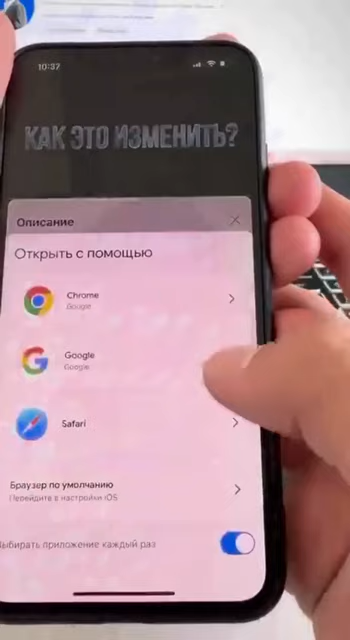 10:37
КАК ЭТО ИЗМЕНИТЬ?
Описание
Открыть с помощью
Chrome
Google
Google
Google
Safari
Браузер по умолчанию
Перейдите в настройки iOS
выбирать приложение каждый раз